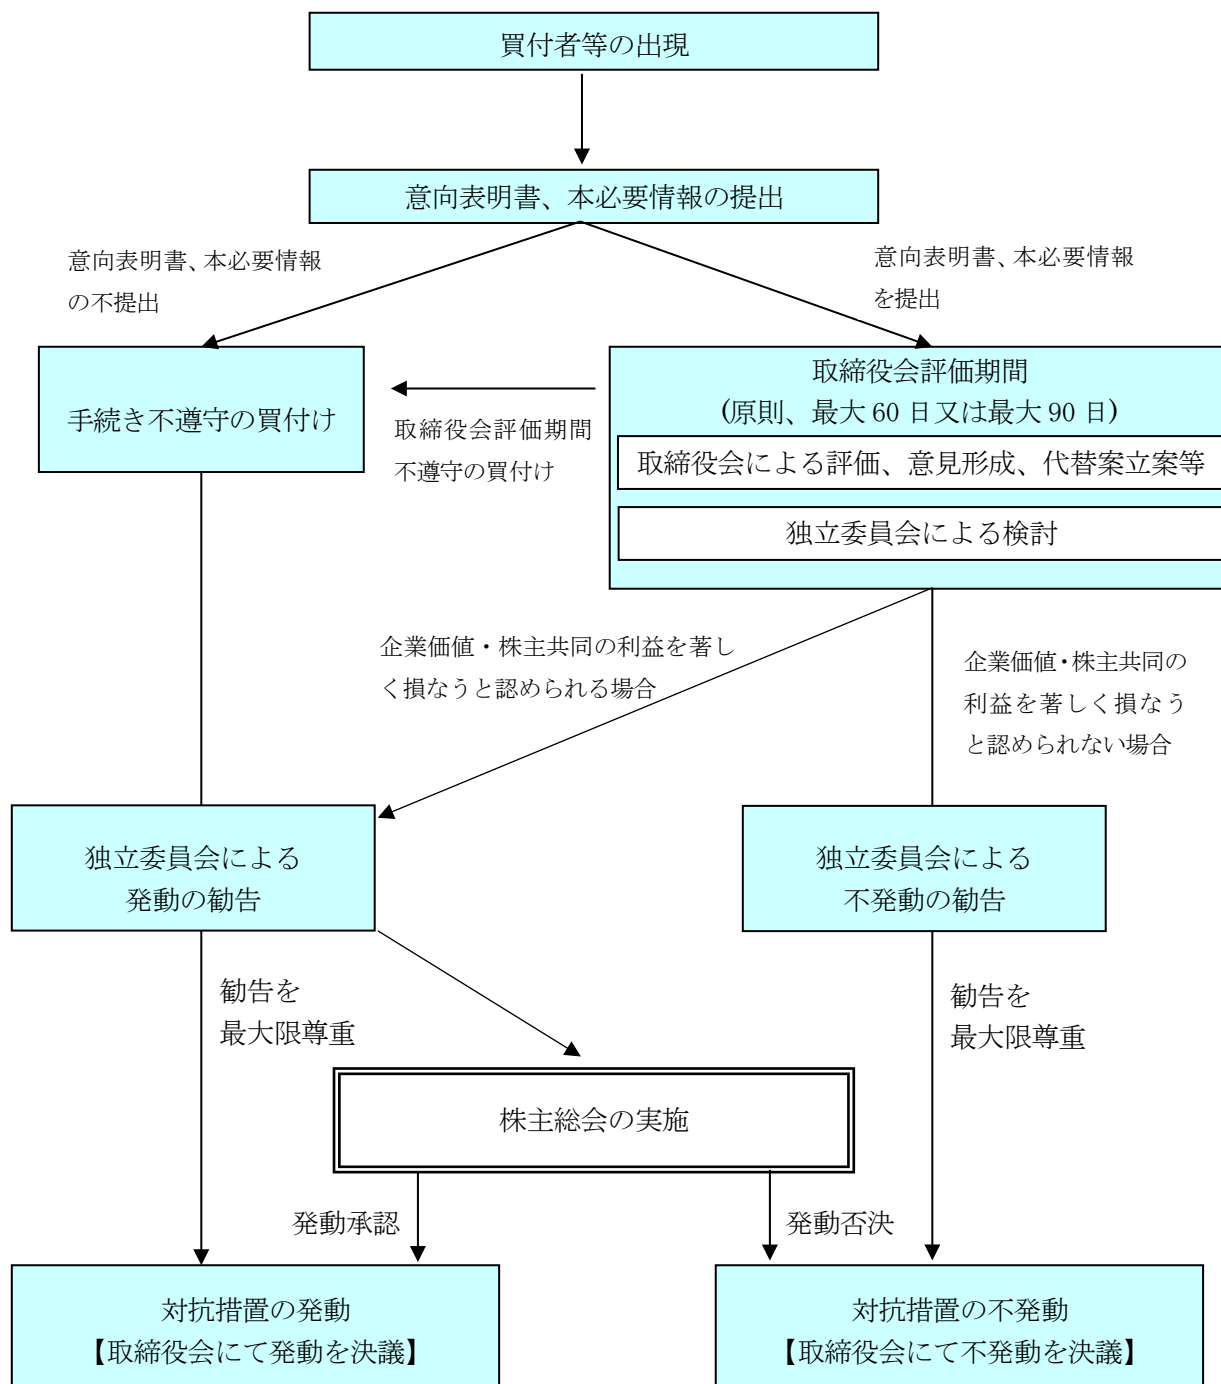 買付者等の出現
意向表明書、本必要情報の提出
意向表明書、本必要情報
の不提出
意向表明書、本必要情報
を提出
手続き不遵守の買付け
取締役会評価期間
不遵守の買付け
取締役会評価期間
(原則、最大 60 日又は最大 90 日)
取締役会による評価、意見形成、代替案立案等
独立委員会による検討
企業価値・株主共同の利益を著し
く損なうと認められる場合
企業価値・株主共同の
利益を著しく損なう
と認められない場合
独立委員会による
発動の勧告
独立委員会による
不発動の勧告
勧告を
最大限尊重
勧告を
最大限尊重
株主総会の実施
発動承認
発動否決
対抗措置の発動
【取締役会にて発動を決議】
対抗措置の不発動
【取締役会にて不発動を決議】